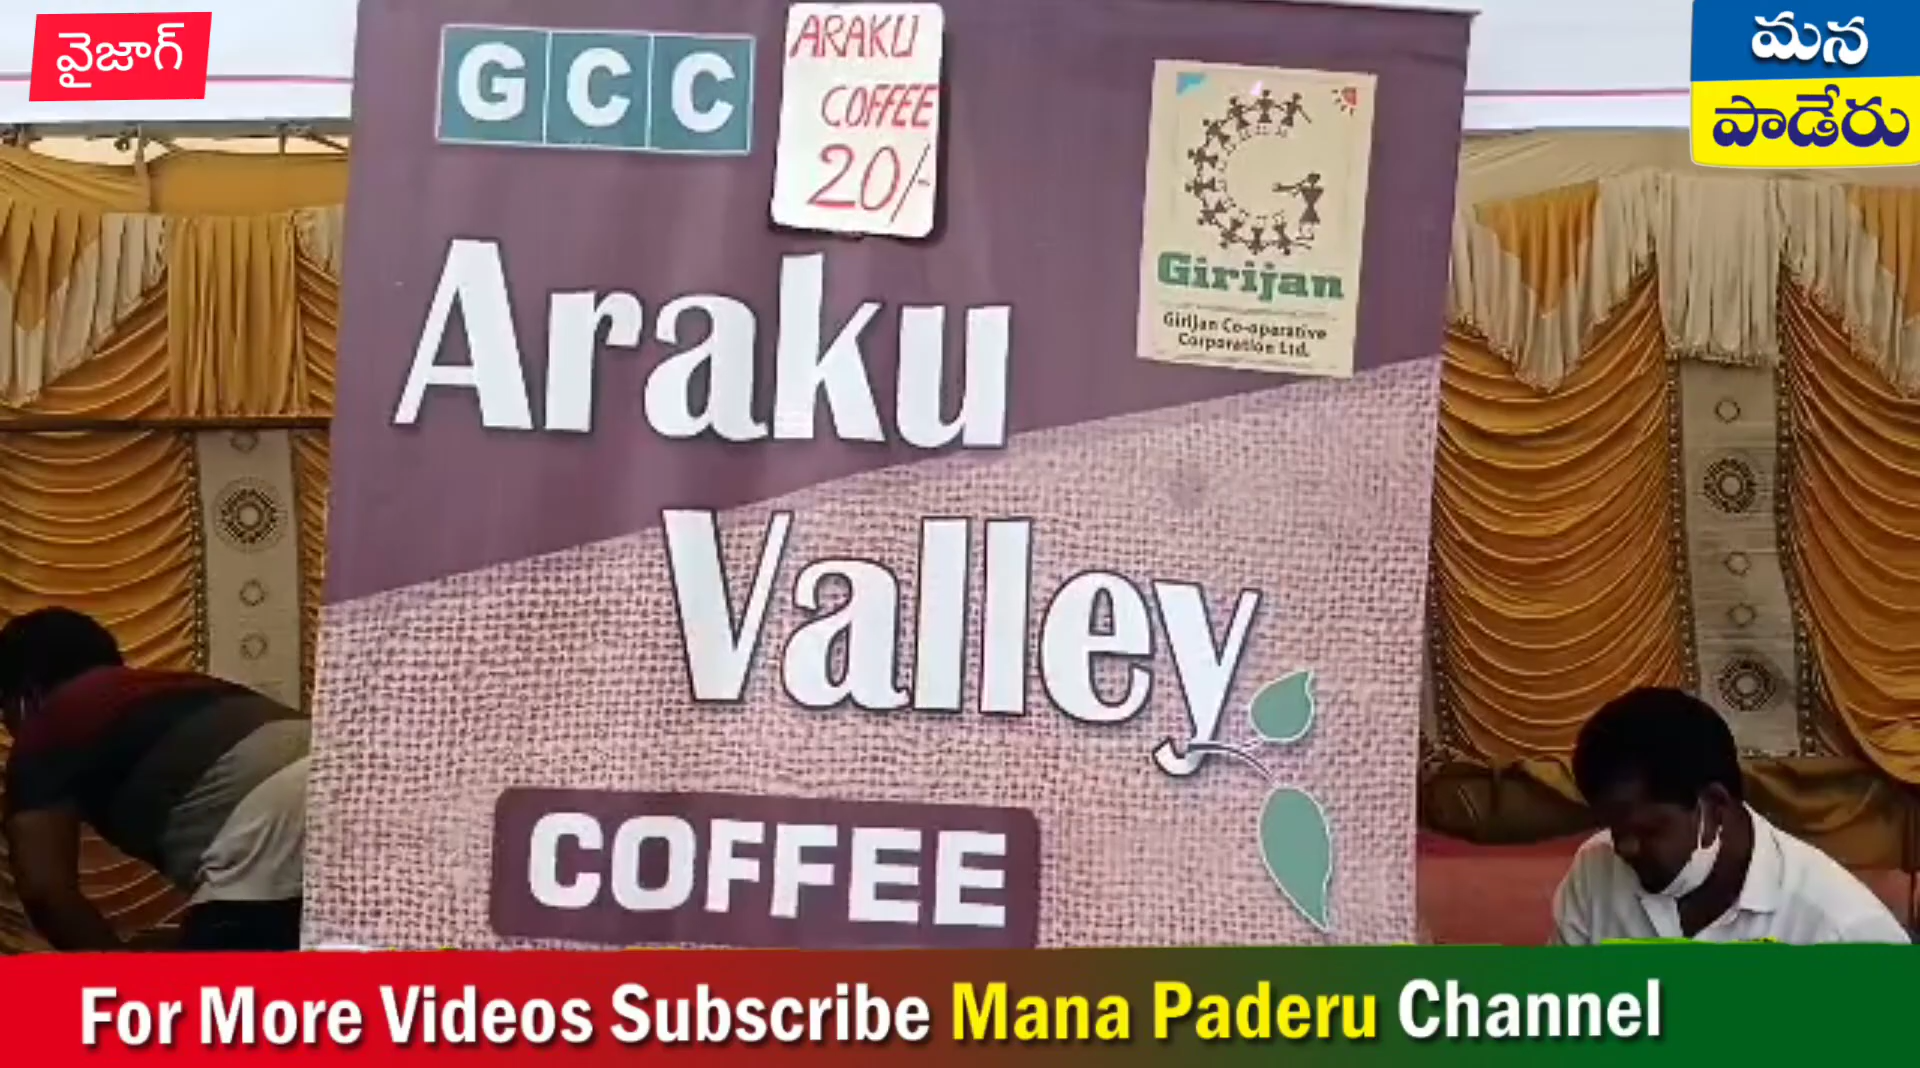 వైజాగ్
మన
పాడేరు
GCC
ARAKU
COFFEE
20/-
Girijan
Girijan Co-operative
Corporation Ltd.
Araku
Valley
COFFEE
For More Videos Subscribe Mana Paderu Channel